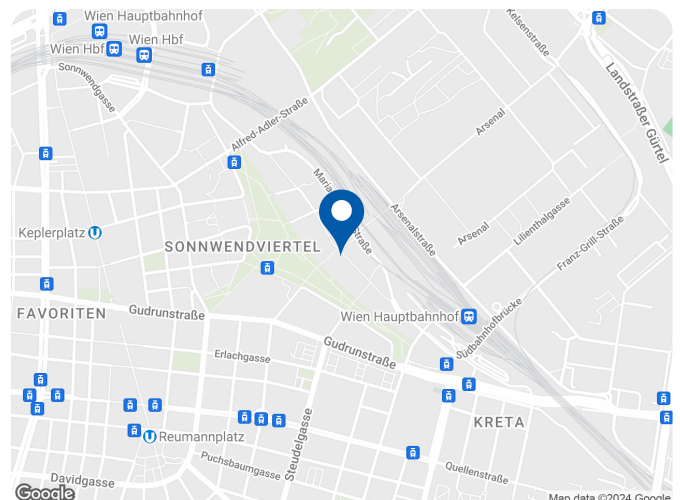 Wien Hauptbahnhof
Wien Hbf
Wien Hbf
Sonnwendgasse
Kelsenstraße
Landstraßer Gürtel
Alfred-Adler-Straße
Arsenal
Maria
Straße
Arsenalstraße
Lilienthalgasse
Arsenal
Franz-Grill-Straße
Keplerplatz U
SONNWENDVIERTEL
FAVORITEN
Gudrunstraße
Wien Hauptbahnhof
Südbahnhofbrücke
Erlachgasse
Gudrunstraße
Steudelgasse
KRETA
U Reumannplatz
Puchsbaumgasse
Quellenstraße
Davidgasse
Google
Map data ©2024 Google